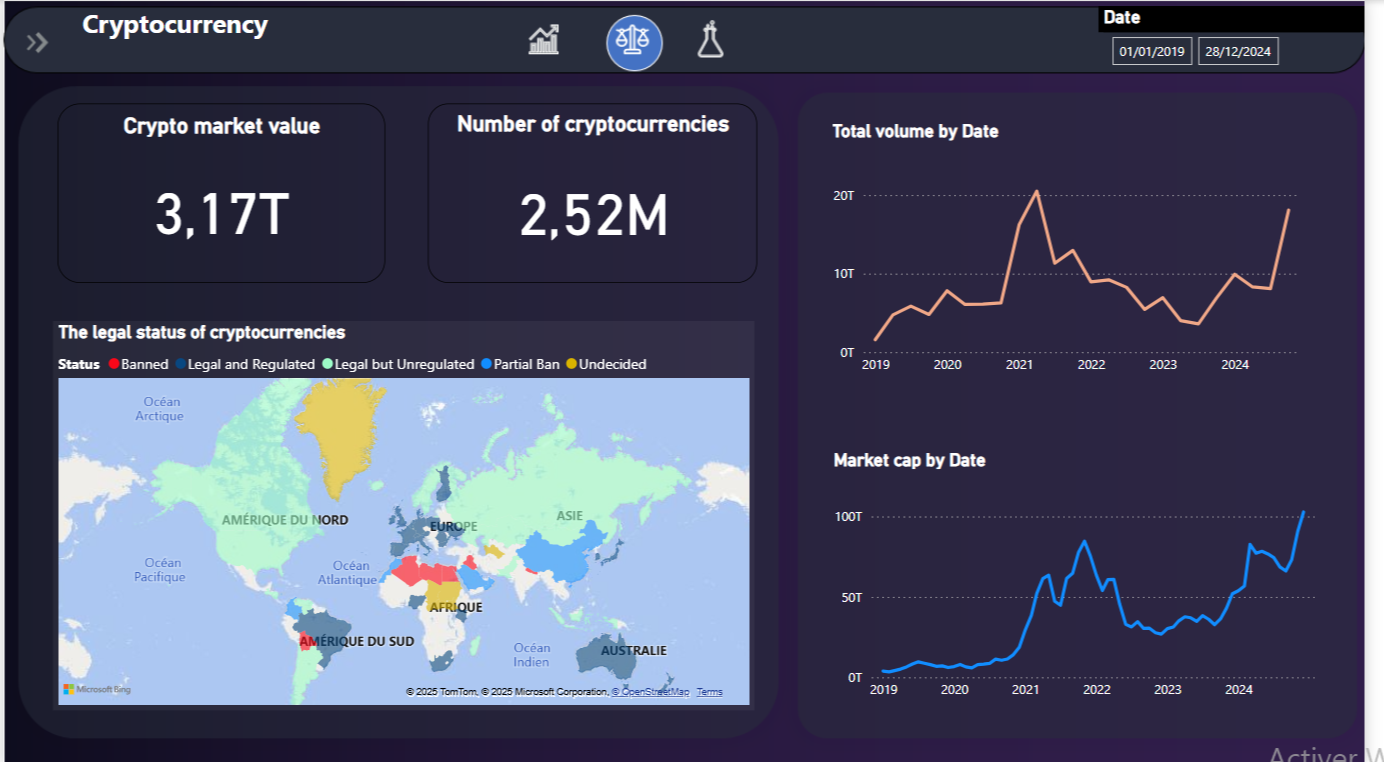 Cryptocurrency
Date
01/01/2019 28/12/2024
Crypto market value
3,17T
Number of cryptocurrencies
2,52M
The legal status of cryptocurrencies
Status Banned Legal and Regulated Legal but Unregulated Partial Ban Undecided
Océan
Arctique
AMÉRIQUE DU NORD
EUROPE
ASIE
Océan
Pacifique
Océan
Atlantique
AFRIQUE
AMÉRIQUE DU SUD
Océan
Indien
AUSTRALIE
Microsoft Bing
© 2025 TomTom, © 2025 Microsoft Corporation, © OpenStreetMap Terms
Total volume by Date
20T
10T
0T
2019 2020 2021 2022 2023 2024
Market cap by Date
100T
50T
0T
2019 2020 2021 2022 2023 2024
Activer W